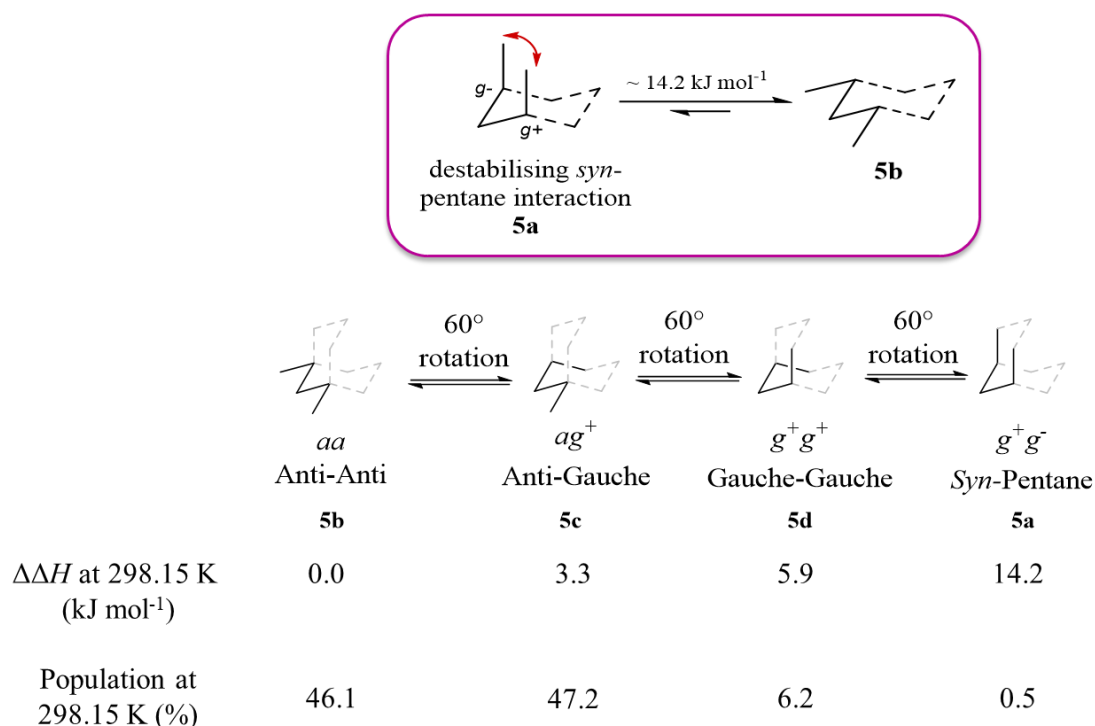 ~ 14.2 kJ mol⁻¹
g-
g+
destabilising syn-
pentane interaction
5a
5b
60°
rotation
60°
rotation
60°
rotation
aa
Anti-Anti
5b
ag⁺
Anti-Gauche
5c
g⁺g⁺
Gauche-Gauche
5d
g⁺g⁻
Syn-Pentane
5a
ΔΔH at 298.15 K
(kJ mol⁻¹)
0.0
3.3
5.9
14.2
Population at
298.15 K (%)
46.1
47.2
6.2
0.5